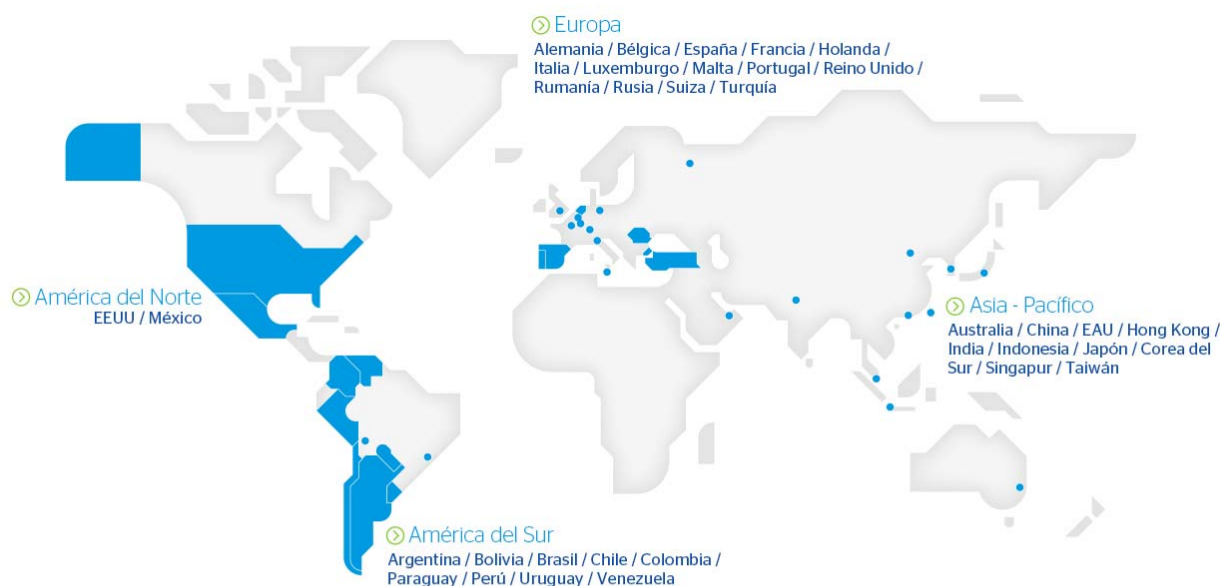 Europa
Alemania / Bélgica / España / Francia / Holanda /
Italia / Luxemburgo / Malta / Portugal / Reino Unido /
Rumanía / Rusia / Suiza / Turquía
América del Norte
EEUU / México
Asia - Pacífico
Australia / China / EAU / Hong Kong /
India / Indonesia / Japón / Corea del
Sur / Singapur / Taiwán
América del Sur
Argentina / Bolivia / Brasil / Chile / Colombia /
Paraguay / Perú / Uruguay / Venezuela